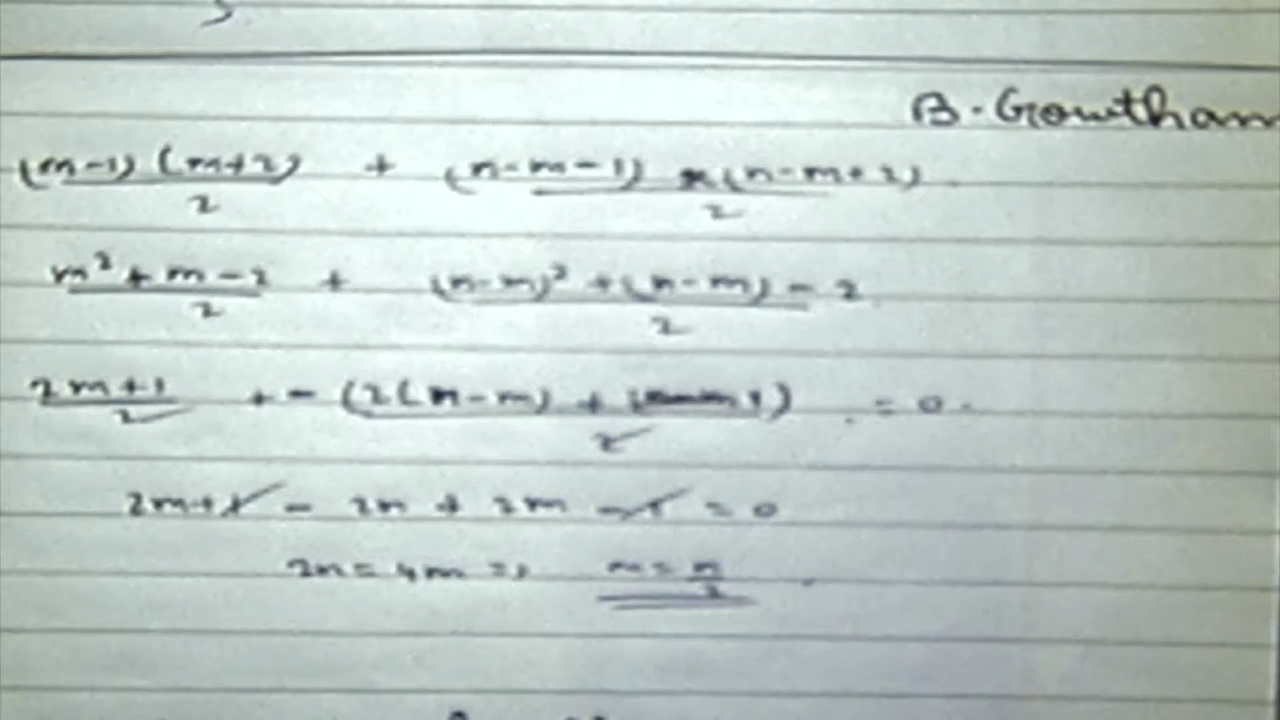 B. Growtham
(m-1) (m+2) / 2 + (n-m-1) (n-m+2) / 2
m² + m - 2 / 2 + (n-m)² + (n-m) - 2 / 2
2m+1 / 2 + - (2(n-m) + 1) / 2 = 0.
2m+1 - 2n + 2m - 1 = 0
2n = 4m => m = n/2